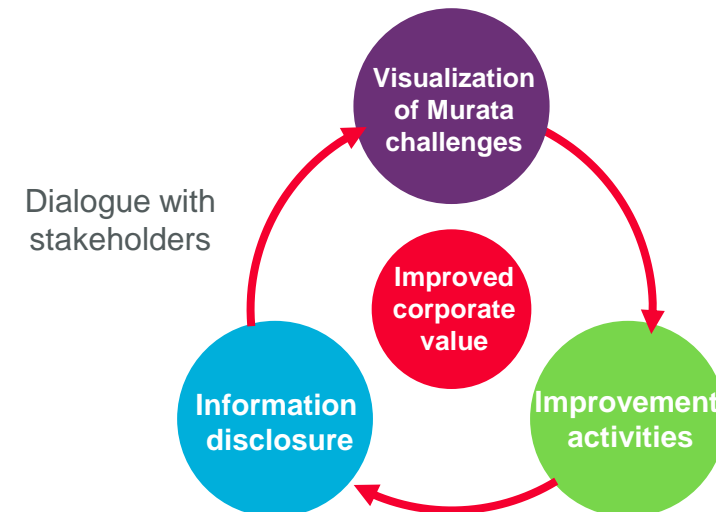 Visualization
of Murata
challenges
Dialogue with
stakeholders
Improved
corporate
value
Information
disclosure
Improvement
activities